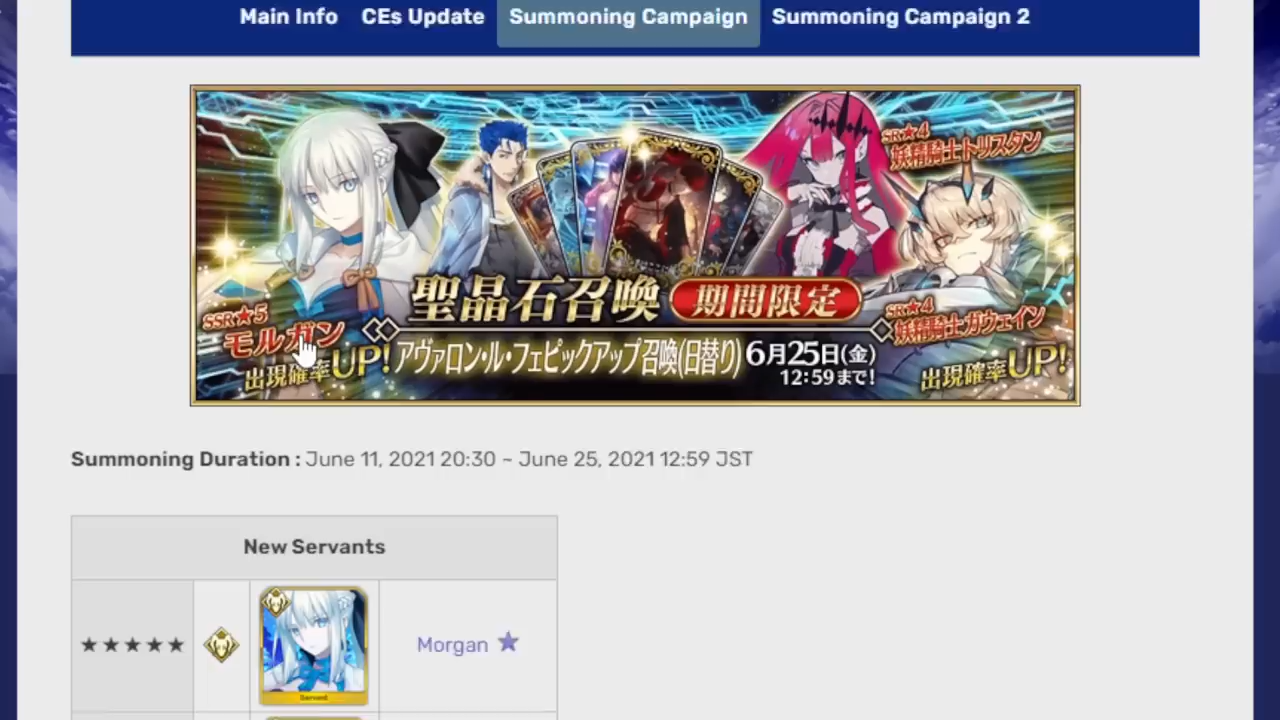 Main Info CEs Update Summoning Campaign Summoning Campaign 2
SR★4
妖精騎士トリスタン
SSR★5
モルガン
出現確率UP!
聖晶石召喚 期間限定
アヴァロン・ル・フェピックアップ召喚(日替り) 6月25日(金)
12:59まで!
SR★4
妖精騎士ガウェイン
出現確率UP!
Summoning Duration : June 11, 2021 20:30 ~ June 25, 2021 12:59 JST
New Servants
★★★★★ Morgan ★
Servant